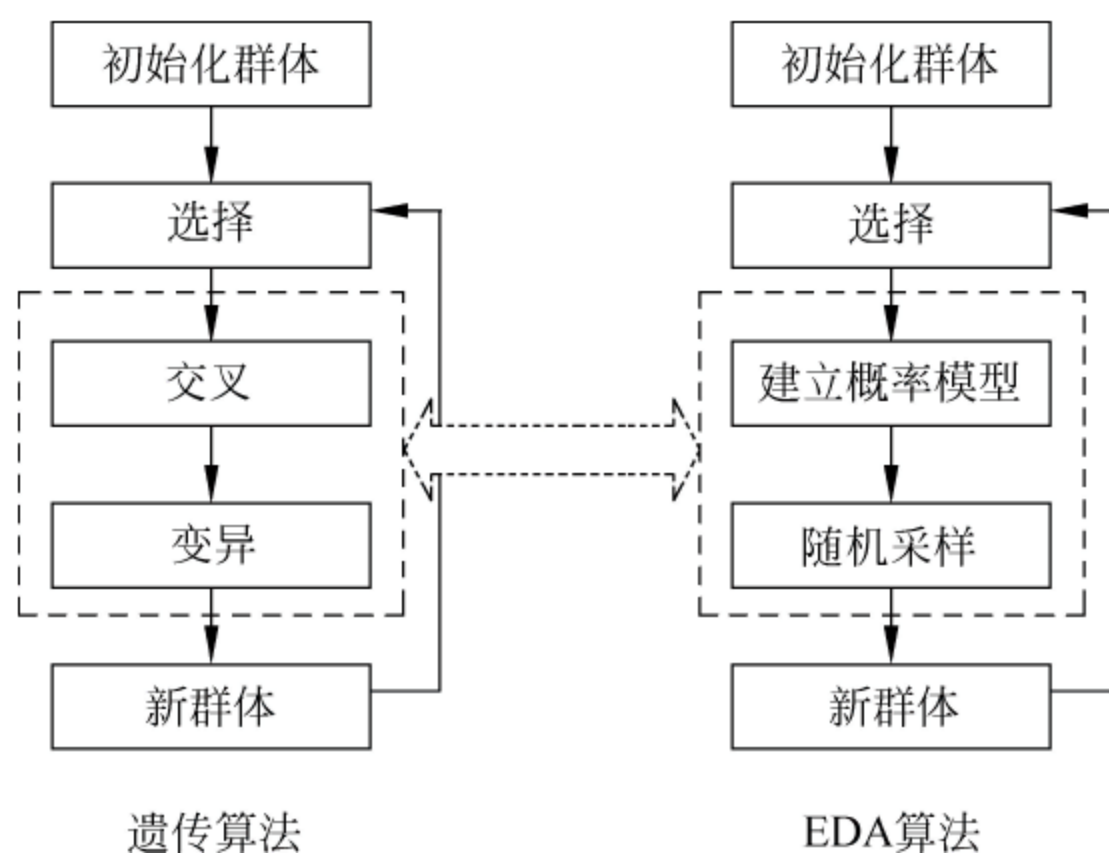 初始化群体
选择
交叉
变异
新群体
遗传算法
初始化群体
选择
建立概率模型
随机采样
新群体
EDA算法